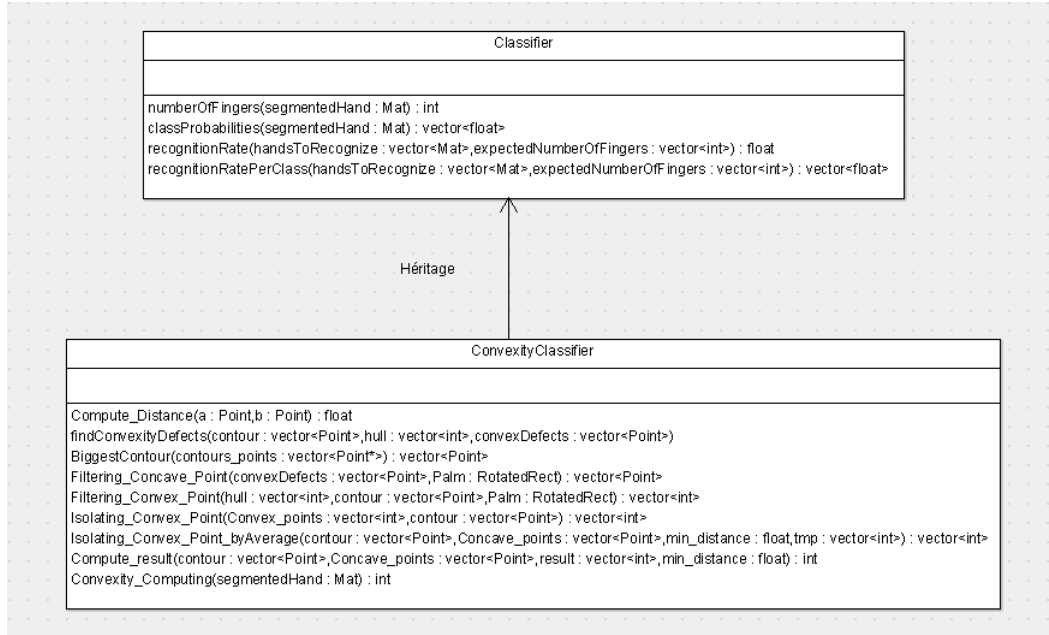 Classifier
numberOfFingers(segmentedHand : Mat) : int
classProbabilities(segmentedHand : Mat) : vector<float>
recognitionRate(handsToRecognize : vector<Mat>,expectedNumberOfFingers : vector<int>) : float
recognitionRatePerClass(handsToRecognize : vector<Mat>,expectedNumberOfFingers : vector<int>) : vector<float>
Héritage
ConvexityClassifier
Compute_Distance(a : Point,b : Point) : float
findConvexityDefects(contour : vector<Point>,hull : vector<int>,convexDefects : vector<Point>)
BiggestContour(contours_points : vector<Point*>) : vector<Point>
Filtering_Concave_Point(convexDefects : vector<Point>,Palm : RotatedRect) : vector<Point>
Filtering_Convex_Point(hull : vector<int>,contour : vector<Point>,Palm : RotatedRect) : vector<int>
Isolating_Convex_Point(Convex_points : vector<int>,contour : vector<Point>) : vector<int>
Isolating_Convex_Point_byAverage(contour : vector<Point>,Concave_points : vector<Point>,min_distance : float,tmp : vector<int>) : vector<int>
Compute_result(contour : vector<Point>,Concave_points : vector<Point>,result : vector<int>,min_distance : float) : int
Convexity_Computing(segmentedHand : Mat) : int